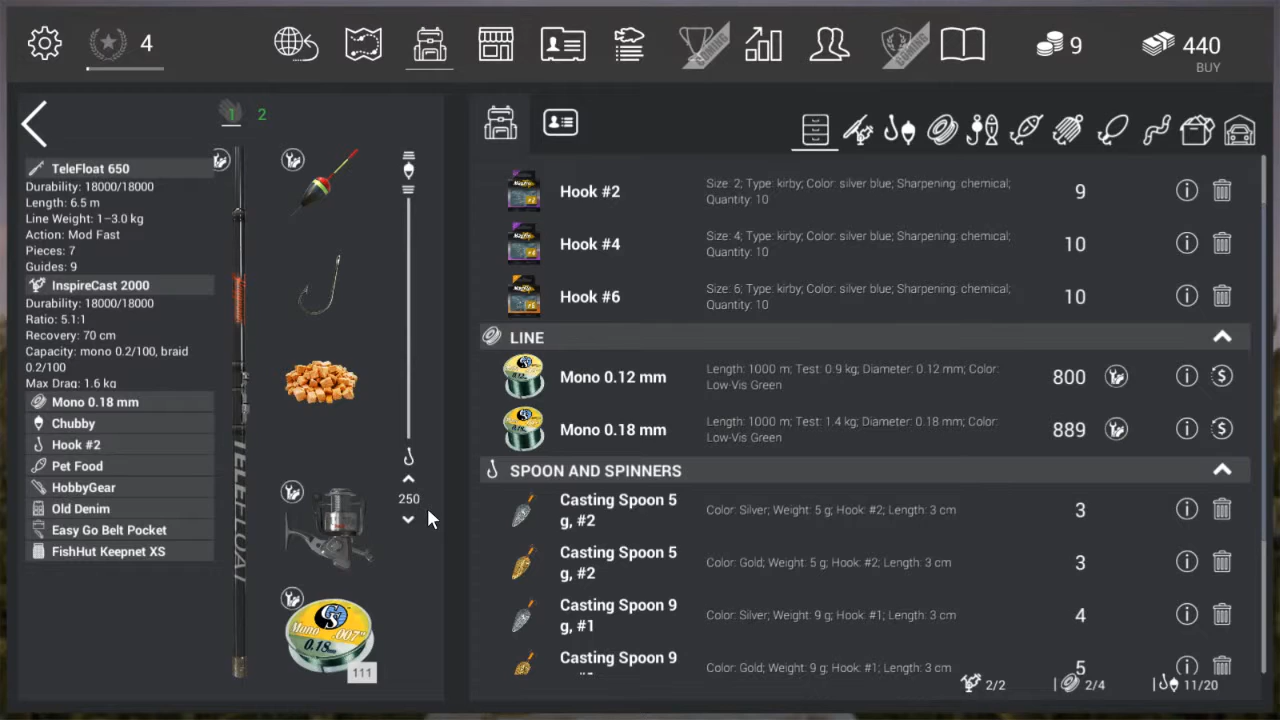 4
COMING
COMING
9
440
BUY
1
2
TeleFloat 650
Durability: 18000/18000
Length: 6.5 m
Line Weight: 1–3.0 kg
Action: Mod Fast
Pieces: 7
Guides: 9
InspireCast 2000
Durability: 18000/18000
Ratio: 5.1:1
Recovery: 70 cm
Capacity: mono 0.2/100, braid
0.2/100
Max Drag: 1.6 kg
Mono 0.18 mm
Chubby
Hook #2
Pet Food
HobbyGear
Old Denim
Easy Go Belt Pocket
FishHut Keepnet XS
TELEFLOAT
250
Mono .007"
0.18mm
111
Hook #2
Size: 2; Type: kirby; Color: silver blue; Sharpening: chemical;
Quantity: 10
9
Hook #4
Size: 4; Type: kirby; Color: silver blue; Sharpening: chemical;
Quantity: 10
10
Hook #6
Size: 6; Type: kirby; Color: silver blue; Sharpening: chemical;
Quantity: 10
10
LINE
Mono 0.12 mm
Length: 1000 m; Test: 0.9 kg; Diameter: 0.12 mm; Color:
Low-Vis Green
800
Mono 0.18 mm
Length: 1000 m; Test: 1.4 kg; Diameter: 0.18 mm; Color:
Low-Vis Green
889
SPOON AND SPINNERS
Casting Spoon 5
g, #2
Color: Silver; Weight: 5 g; Hook: #2; Length: 3 cm
3
Casting Spoon 5
g, #2
Color: Gold; Weight: 5 g; Hook: #2; Length: 3 cm
3
Casting Spoon 9
g, #1
Color: Silver; Weight: 9 g; Hook: #1; Length: 3 cm
4
Casting Spoon 9
Color: Gold; Weight: 9 g; Hook: #1; Length: 3 cm
5
2/2
2/4
11/20